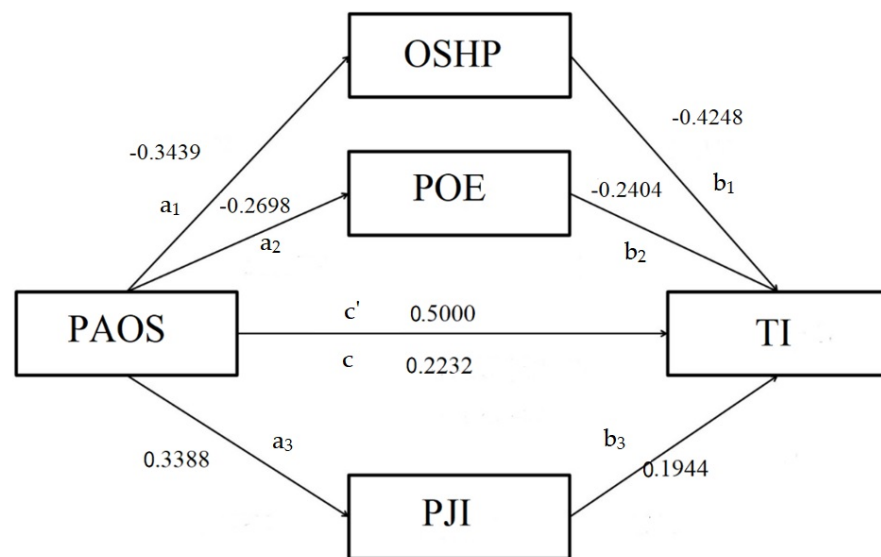 OSHP
-0.3439
-0.4248
a₁
b₁
POE
-0.2698
-0.2404
a₂
b₂
PAOS
c' 0.5000
c 0.2232
TI
0.3388
a₃
b₃
0.1944
PJI